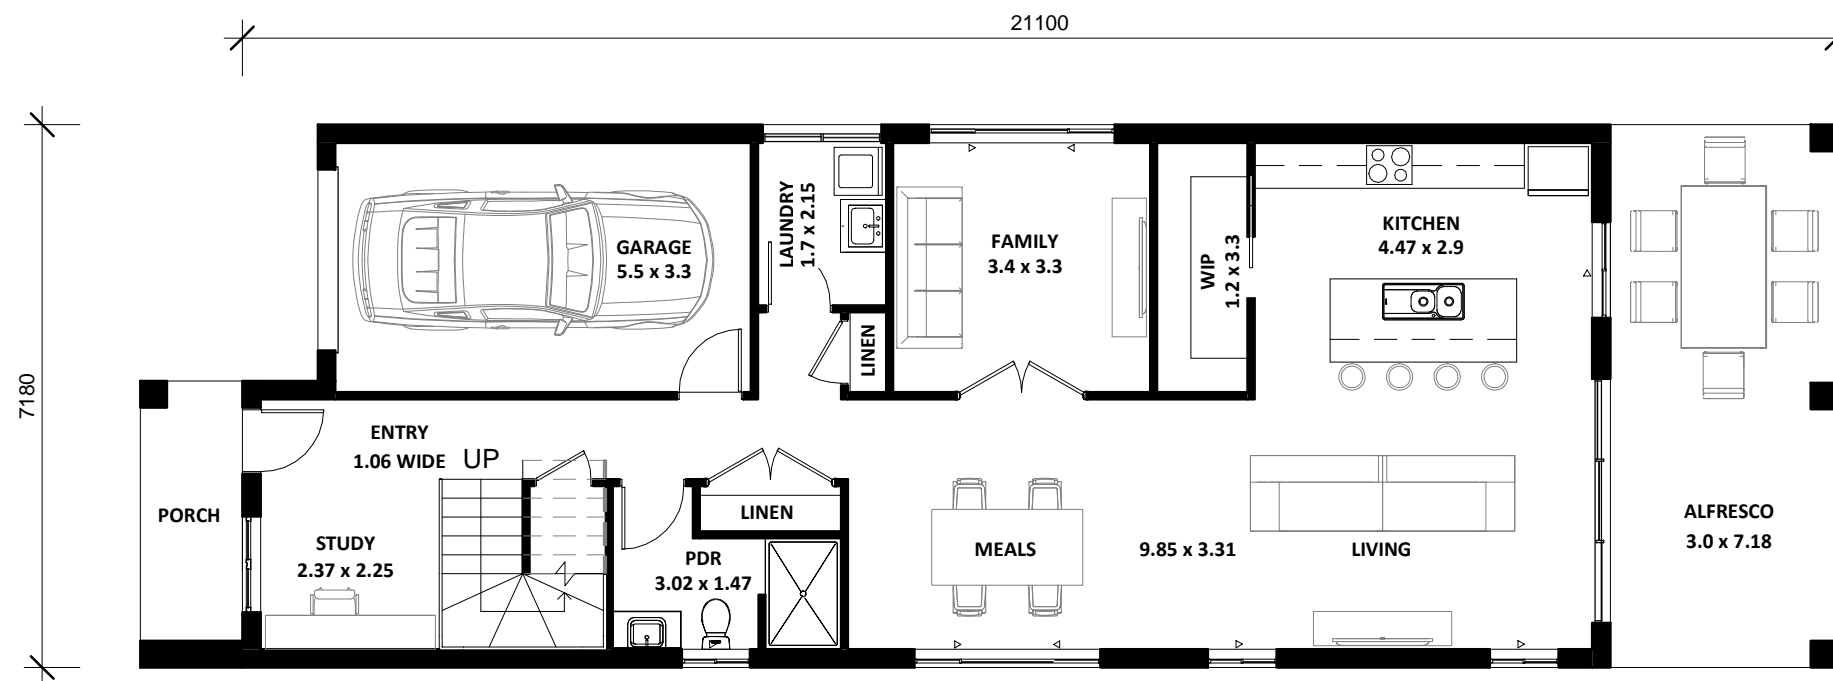 21100
7180
GARAGE
5.5 x 3.3
LAUNDRY
1.7 x 2.15
LINEN
FAMILY
3.4 x 3.3
WIP
1.2 x 3.3
KITCHEN
4.47 x 2.9
ENTRY
1.06 WIDE
UP
PORCH
STUDY
2.37 x 2.25
LINEN
PDR
3.02 x 1.47
MEALS
9.85 x 3.31
LIVING
ALFRESCO
3.0 x 7.18